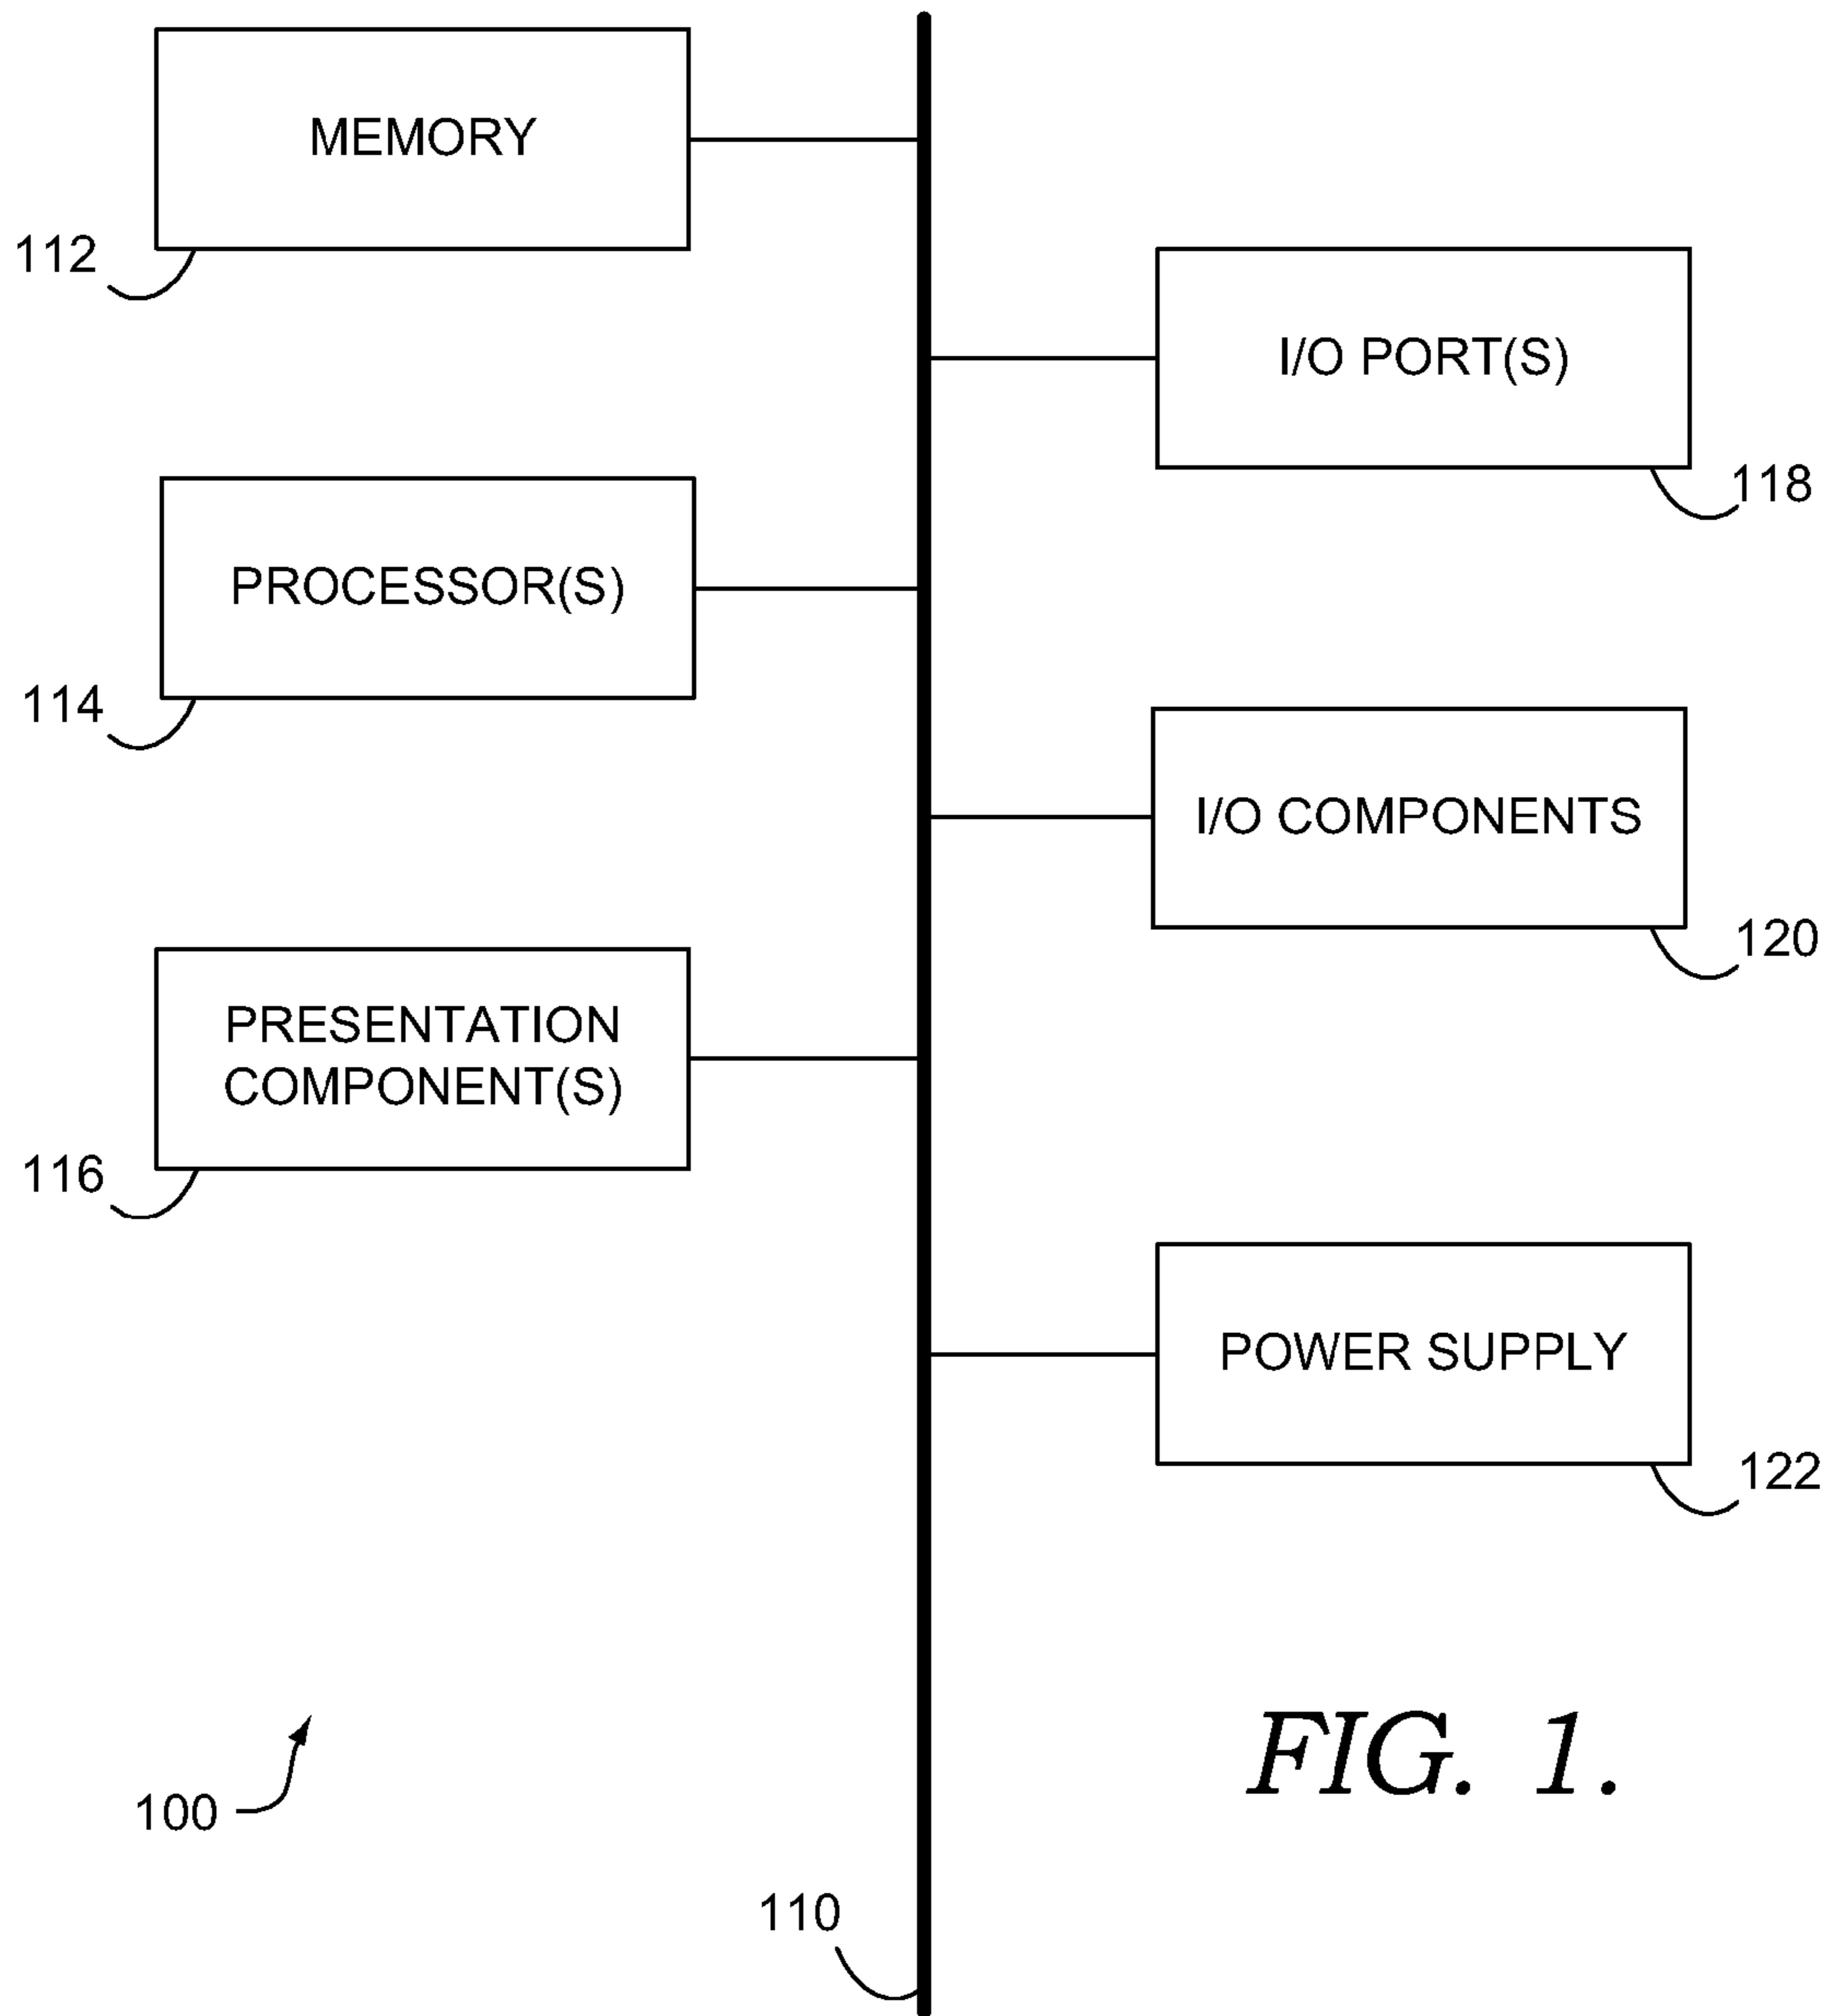 MEMORY
112
I/O PORT(S)
118
PROCESSOR(S)
114
I/O COMPONENTS
120
PRESENTATION
COMPONENT(S)
116
POWER SUPPLY
122
FIG. 1.
100
110